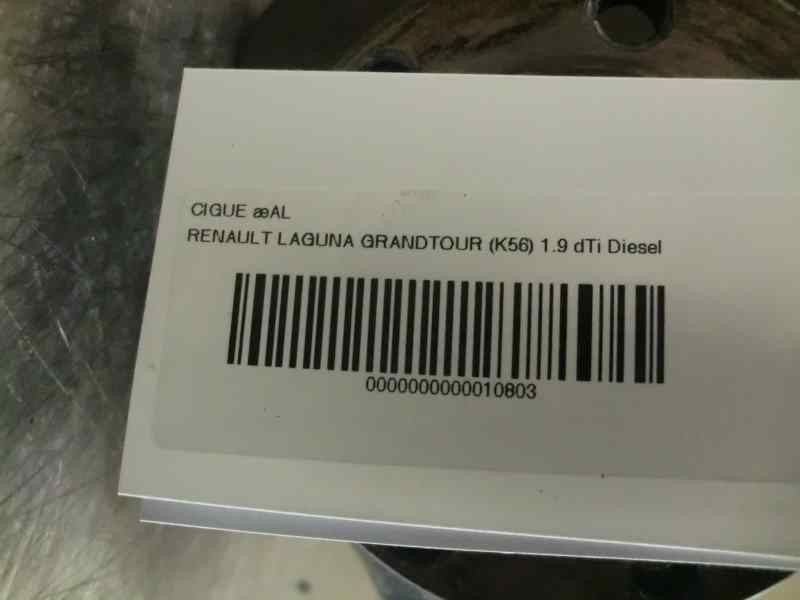 CIGUE æAL
RENAULT LAGUNA GRANDTOUR (K56) 1.9 dTi Diesel
0000000000010803